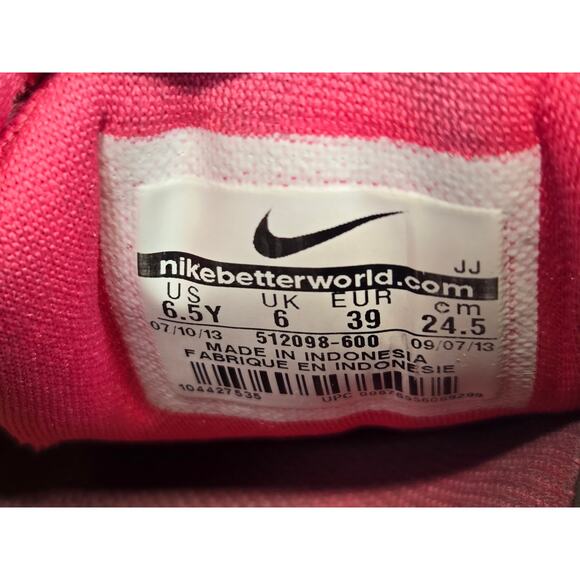 JJ
nikebetterworld.com
US UK EUR cm
6.5Y 6 39 24.5
07/10/13 512098-600 09/07/13
MADE IN INDONESIA
FABRIQUE EN INDONESIE
104427535 UPC